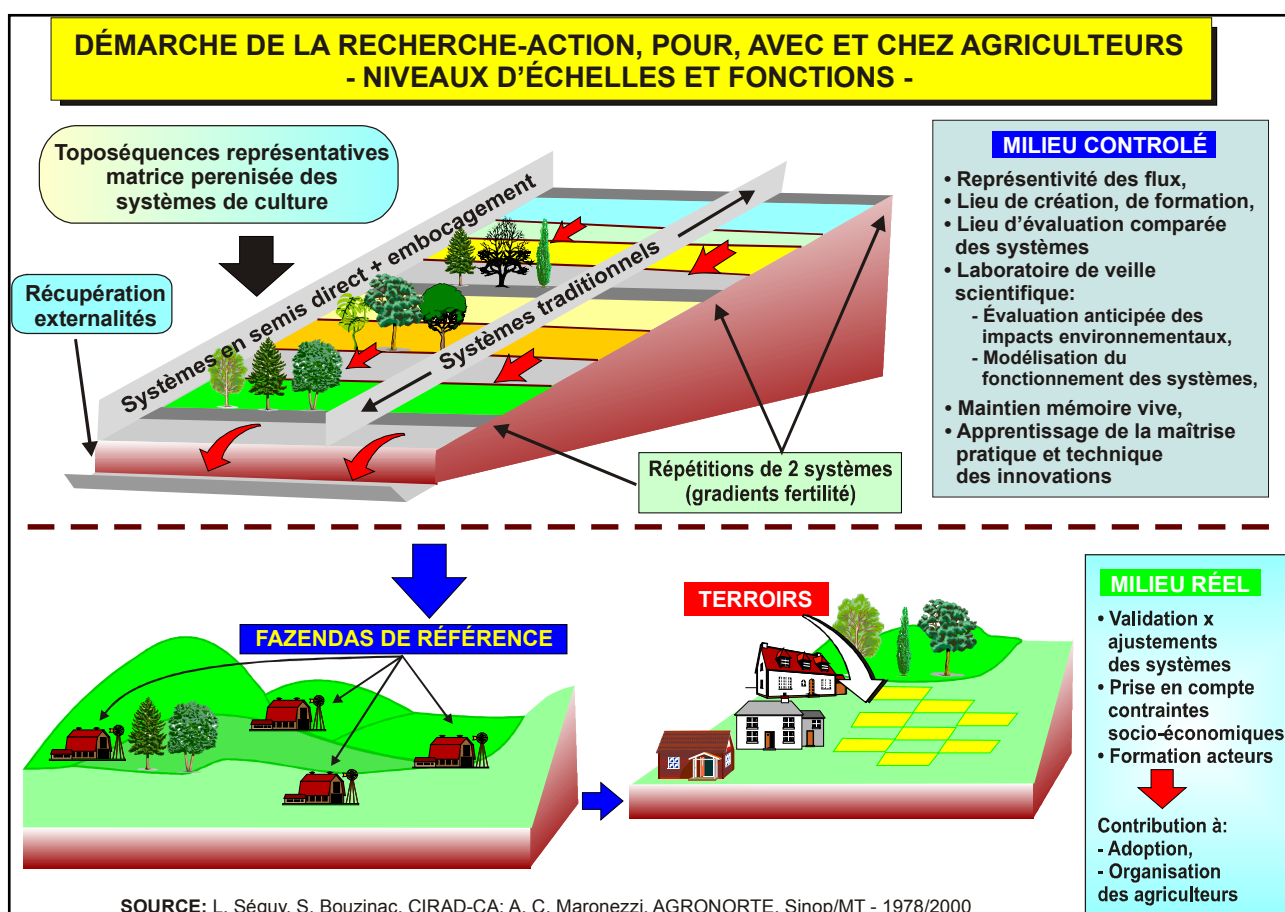 DÉMARCHE DE LA RECHERCHE-ACTION, POUR, AVEC ET CHEZ AGRICULTEURS
- NIVEAUX D'ÉCHELLES ET FONCTIONS -
Toposéquences représentatives
matrice perenisée des
systèmes de culture
Récupération
externalités
Systèmes en semis direct + embocagement
Systèmes traditionnels
Répétitions de 2 systèmes
(gradients fertilité)
MILIEU CONTROLÉ
• Représentivité des flux,
• Lieu de création, de formation,
• Lieu d'évaluation comparée
des systèmes
• Laboratoire de veille
scientifique:
- Évaluation anticipée des
impacts environnementaux,
- Modélisation du
fonctionnement des systèmes,
• Maintien mémoire vive,
• Apprentissage de la maîtrise
pratique et technique
des innovations
FAZENDAS DE RÉFÉRENCE
TERROIRS
MILIEU RÉEL
• Validation x
ajustements
des systèmes
• Prise en compte
contraintes
socio-économiques
• Formation acteurs
Contribution à:
- Adoption,
- Organisation
des agriculteurs
SOURCE: L. Séguy, S. Bouzinac, CIRAD-CA; A. C. Maronezzi, AGRONORTE, Sinop/MT - 1978/2000